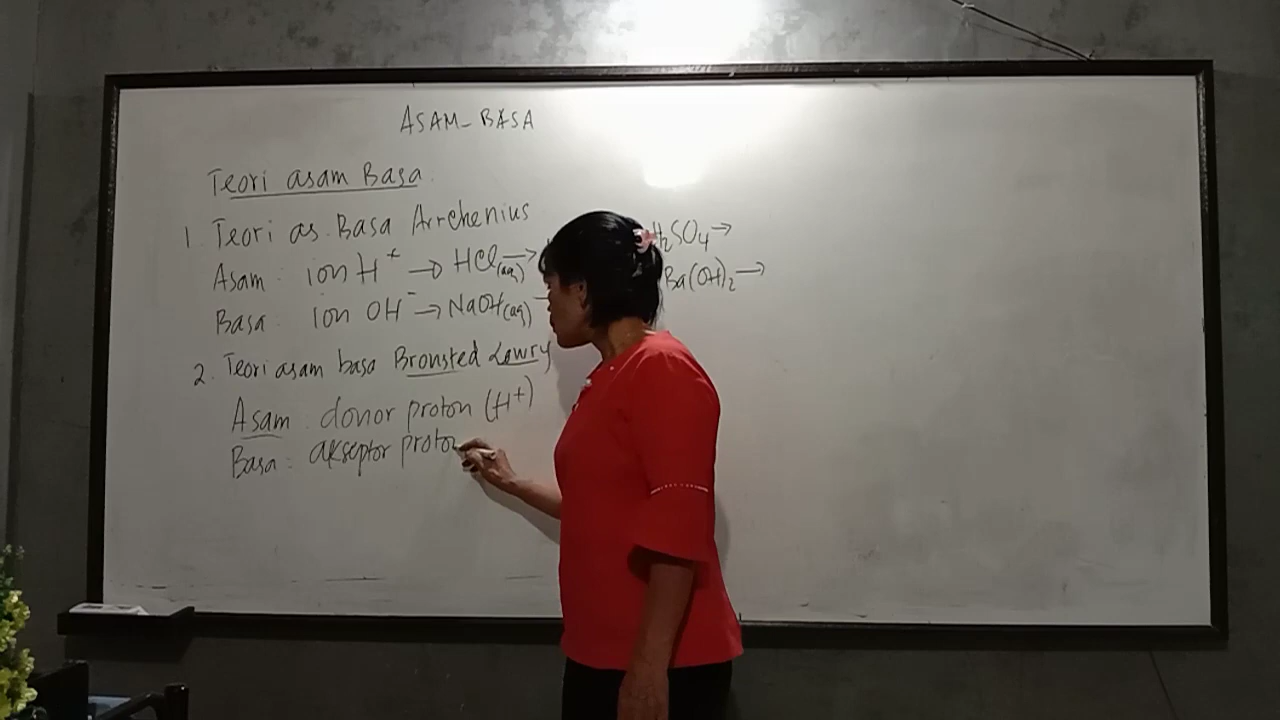 ASAM-BASA
Teori asam Basa.
1 Teori as. Basa Arrchenius
Asam : ion H⁺ → HCl(aq) → H₂SO₄ →
Basa : ion OH⁻ → NaOH(aq) → Ba(OH)₂ →
2. Teori asam basa Bronsted Lowry
Asam : donor proton (H⁺)
Basa : akseptor proton